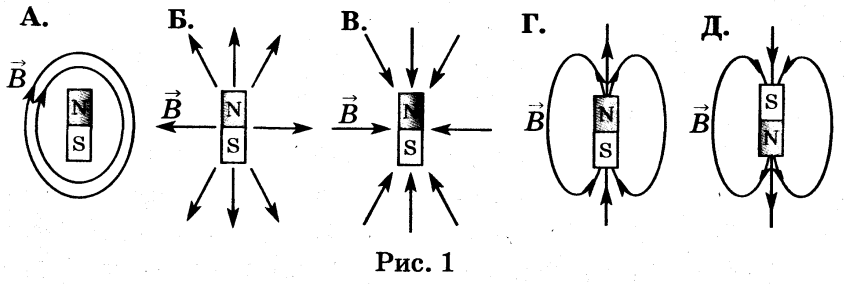 А. Б. В. Г. Д.
B⃗ B⃗ B⃗ B⃗ B⃗
N N N N S
S S S S N
Рис. 1